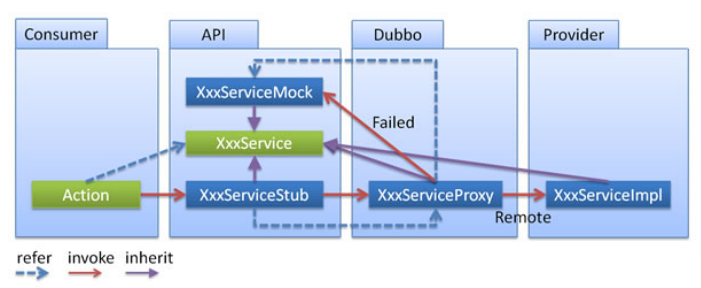 Consumer
API
Dubbo
Provider
XxxServiceMock
Failed
XxxService
Action
XxxServiceStub
XxxServiceProxy
XxxServiceImpl
Remote
refer invoke inherit